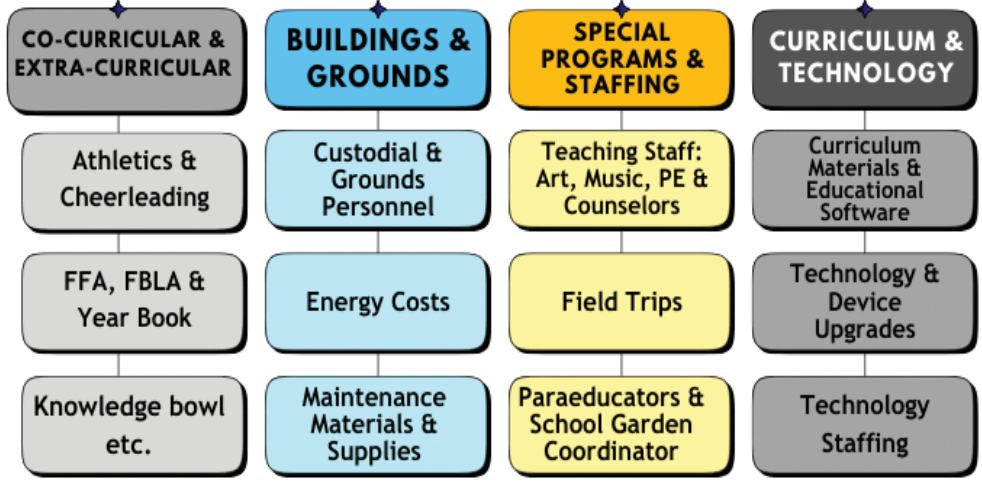 CO-CURRICULAR &
EXTRA-CURRICULAR
Athletics &
Cheerleading
FFA, FBLA &
Year Book
Knowledge bowl
etc.
BUILDINGS &
GROUNDS
Custodial &
Grounds
Personnel
Energy Costs
Maintenance
Materials &
Supplies
SPECIAL
PROGRAMS &
STAFFING
Teaching Staff:
Art, Music, PE &
Counselors
Field Trips
Paraeducators &
School Garden
Coordinator
CURRICULUM &
TECHNOLOGY
Curriculum
Materials &
Educational
Software
Technology &
Device
Upgrades
Technology
Staffing